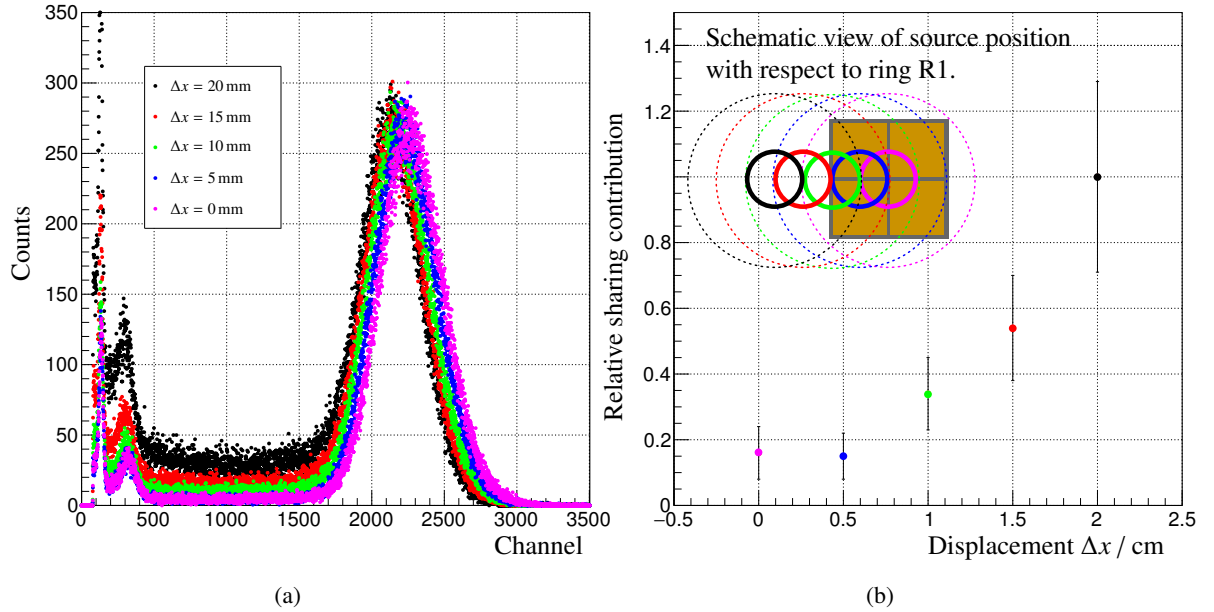 (a)
350
300
250
200
150
100
50
0
Counts
Δx = 20 mm
Δx = 15 mm
Δx = 10 mm
Δx = 5 mm
Δx = 0 mm
0 500 1000 1500 2000 2500 3000 3500
Channel
(a)
(b)
1.4
1.2
1.0
0.8
0.6
0.4
0.2
0
Relative sharing contribution
Schematic view of source position
with respect to ring R1.
−0.5 0 0.5 1 1.5 2 2.5
Displacement Δx / cm
(b)